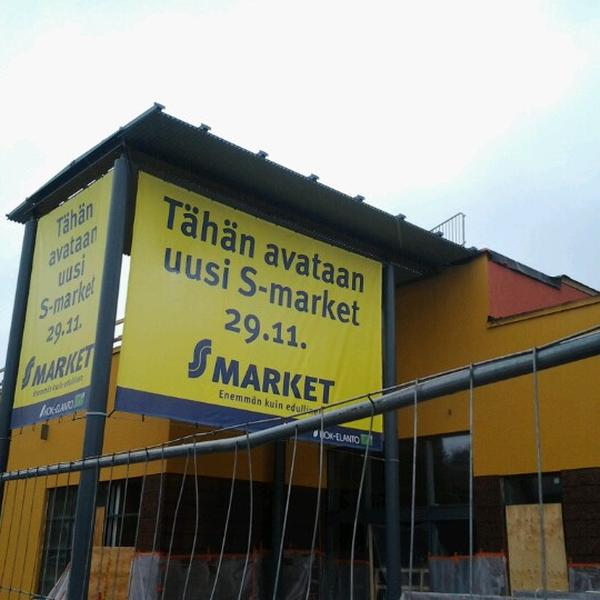 Tähän
avataan
uusi
S-market
29.11.
S MARKET
Enemmän kuin edullinen
HOK-ELANTO
Tähän avataan
uusi S-market
29.11.
S MARKET
Enemmän kuin
HOK-ELANTO